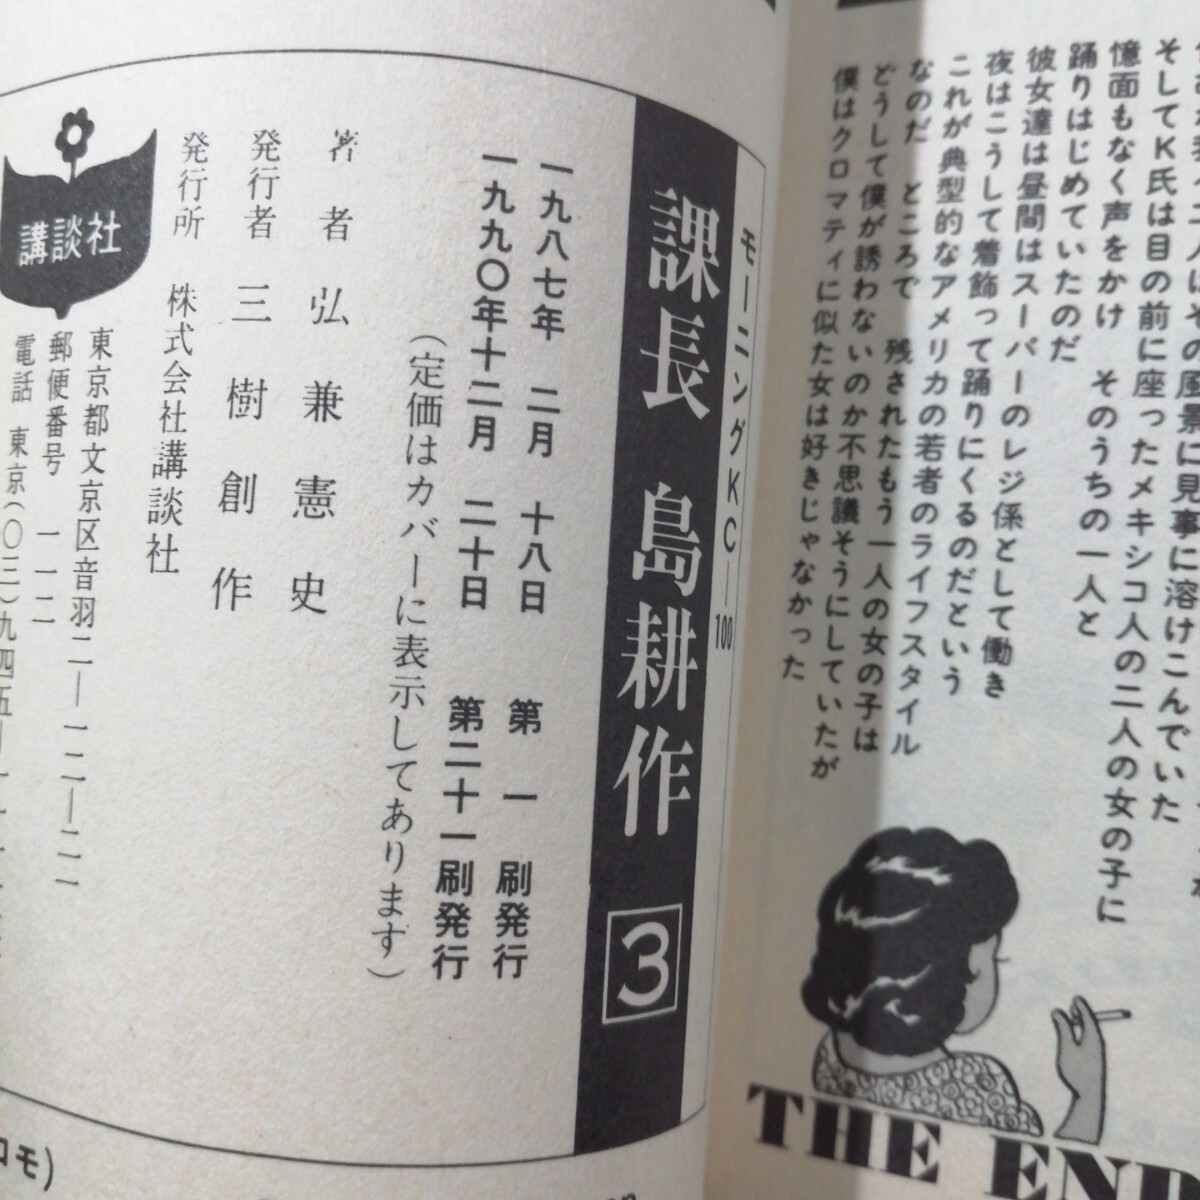 そしてK氏は目の前に座ったメキシコ人の二人の女の子に
臆面もなく声をかけ そのうちの一人と
踊りはじめていたのだ
彼女達は昼間はスーパーのレジ係として働き
夜はこうして着飾って踊りにくるのだという
これが典型的なアメリカの若者のライフスタイル
なのだ ところで 残されたもう一人の女の子は
どうして僕が誘わないのか不思議そうにしていたが
僕はクロマティに似た女は好きじゃなかった
THE END
モーニングKC—100
課長 島耕作 3
一九八七年 二月 十八日 第一刷発行
一九九〇年十二月 二十日 第二十一刷発行
（定価はカバーに表示してあります）
著者 弘兼憲史
発行者 三樹創作
発行所 株式会社講談社
東京都文京区音羽二—一二—二一
郵便番号 一一二
電話 東京(〇三)九四五—一
講談社
コモ)